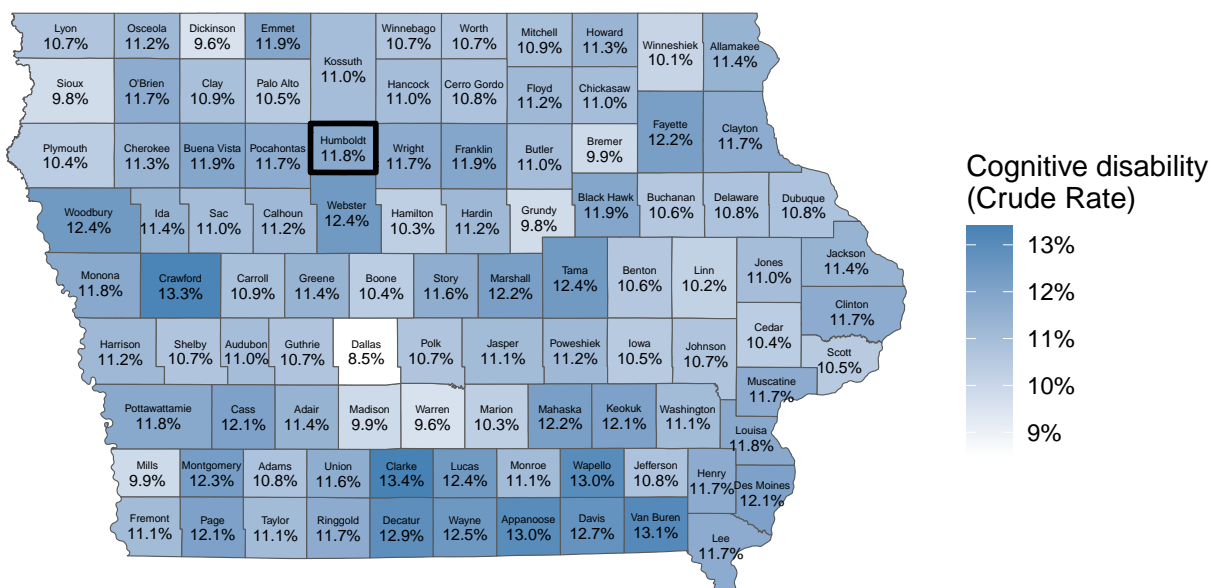 Lyon
10.7%
Osceola
11.2%
Dickinson
9.6%
Emmet
11.9%
Kossuth
11.0%
Winnebago
10.7%
Worth
10.7%
Mitchell
10.9%
Howard
11.3%
Winneshiek
10.1%
Allamakee
11.4%
Sioux
9.8%
O'Brien
11.7%
Clay
10.9%
Palo Alto
10.5%
Hancock
11.0%
Cerro Gordo
10.8%
Floyd
11.2%
Chickasaw
11.0%
Fayette
12.2%
Clayton
11.7%
Plymouth
10.4%
Cherokee
11.3%
Buena Vista
11.9%
Pocahontas
11.7%
Humboldt
11.8%
Wright
11.7%
Franklin
11.9%
Butler
11.0%
Bremer
9.9%
Woodbury
12.4%
Ida
11.4%
Sac
11.0%
Calhoun
11.2%
Webster
12.4%
Hamilton
10.3%
Hardin
11.2%
Grundy
9.8%
Black Hawk
11.9%
Buchanan
10.6%
Delaware
10.8%
Dubuque
10.8%
Monona
11.8%
Crawford
13.3%
Carroll
10.9%
Greene
11.4%
Boone
10.4%
Story
11.6%
Marshall
12.2%
Tama
12.4%
Benton
10.6%
Linn
10.2%
Jones
11.0%
Jackson
11.4%
Clinton
11.7%
Harrison
11.2%
Shelby
10.7%
Audubon
11.0%
Guthrie
10.7%
Dallas
8.5%
Polk
10.7%
Jasper
11.1%
Poweshiek
11.2%
Iowa
10.5%
Johnson
10.7%
Cedar
10.4%
Scott
10.5%
Muscatine
11.7%
Pottawattamie
11.8%
Cass
12.1%
Adair
11.4%
Madison
9.9%
Warren
9.6%
Marion
10.3%
Mahaska
12.2%
Keokuk
12.1%
Washington
11.1%
Louisa
11.8%
Mills
9.9%
Montgomery
12.3%
Adams
10.8%
Union
11.6%
Clarke
13.4%
Lucas
12.4%
Monroe
11.1%
Wapello
13.0%
Jefferson
10.8%
Henry
11.7%
Des Moines
12.1%
Fremont
11.1%
Page
12.1%
Taylor
11.1%
Ringgold
11.7%
Decatur
12.9%
Wayne
12.5%
Appanoose
13.0%
Davis
12.7%
Van Buren
13.1%
Lee
11.7%
Cognitive disability
(Crude Rate)
13%
12%
11%
10%
9%